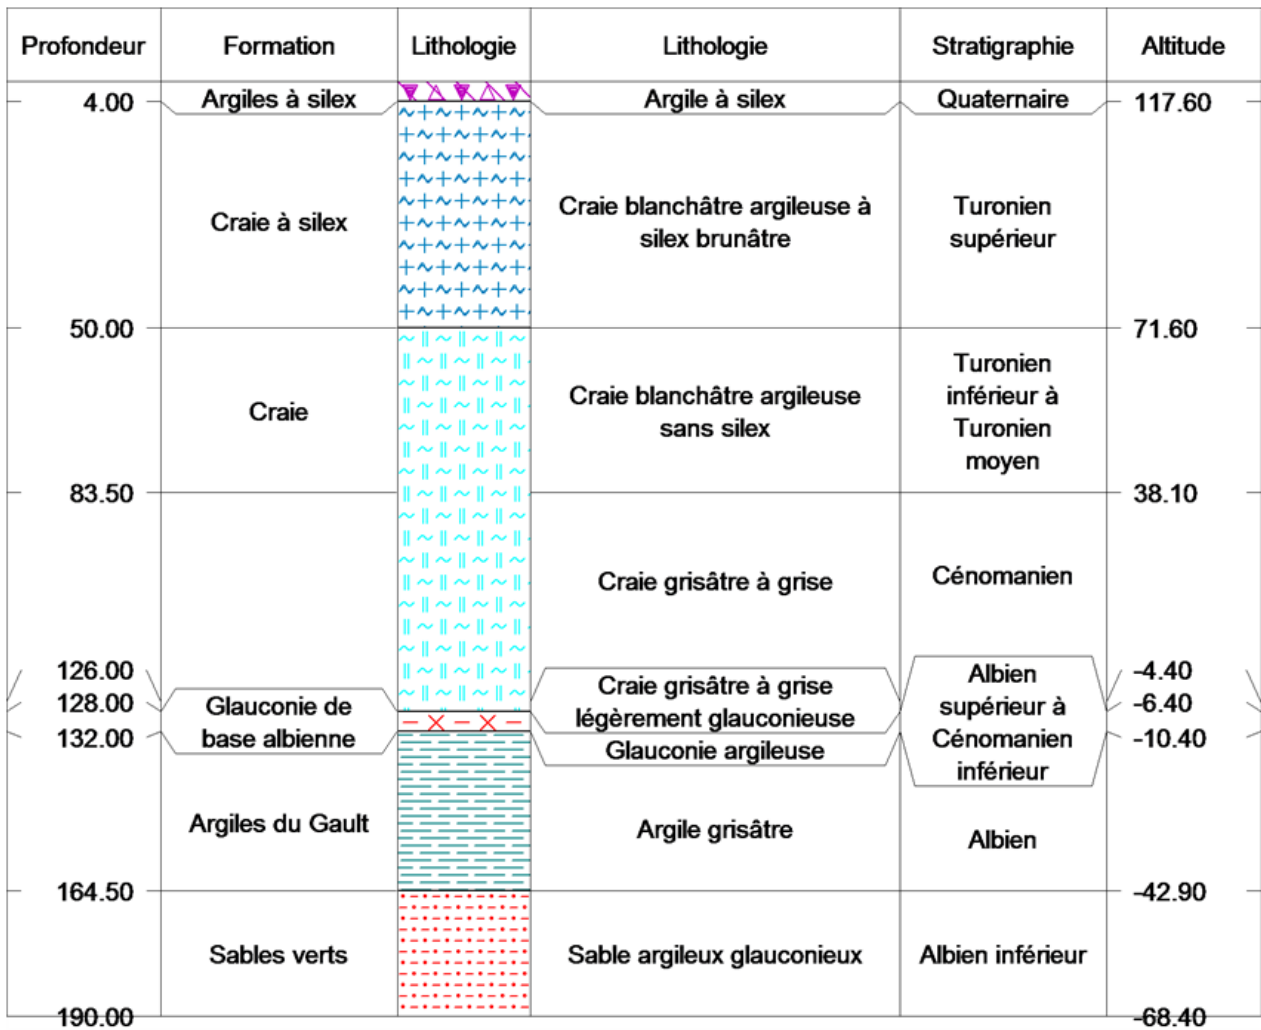 Profondeur Formation Lithologie Lithologie Stratigraphie Altitude
Argiles à silex Argile à silex Quaternaire
4.00 117.60
Craie à silex
Craie blanchâtre argileuse à
silex brunâtre
Turonien
supérieur
50.00 71.60
Craie
Craie blanchâtre argileuse
sans silex
Turonien
inférieur à
Turonien
moyen
83.50 38.10
Craie grisâtre à grise
Cénomanien
126.00 -4.40
128.00 -6.40
132.00 -10.40
Glauconie de
base albienne
Craie grisâtre à grise
légèrement glauconieuse
Glauconie argileuse
Albien
supérieur à
Cénomanien
inférieur
Argiles du Gault
Argile grisâtre
Albien
164.50 -42.90
Sables verts
Sable argileux glauconieux
Albien inférieur
190.00 -68.40